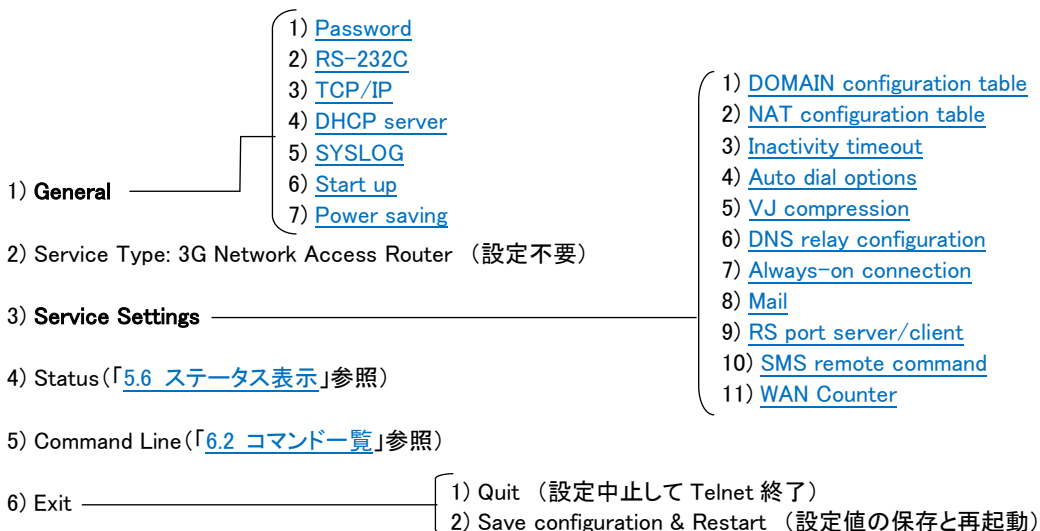 1) General
1) Password
2) RS-232C
3) TCP/IP
4) DHCP server
5) SYSLOG
6) Start up
7) Power saving
2) Service Type: 3G Network Access Router （設定不要）
3) Service Settings
1) DOMAIN configuration table
2) NAT configuration table
3) Inactivity timeout
4) Auto dial options
5) VJ compression
6) DNS relay configuration
7) Always-on connection
8) Mail
9) RS port server/client
10) SMS remote command
11) WAN Counter
4) Status（「5.6 ステータス表示」参照）
5) Command Line（「6.2 コマンド一覧」参照）
6) Exit
1) Quit （設定中止して Telnet 終了）
2) Save configuration & Restart （設定値の保存と再起動）